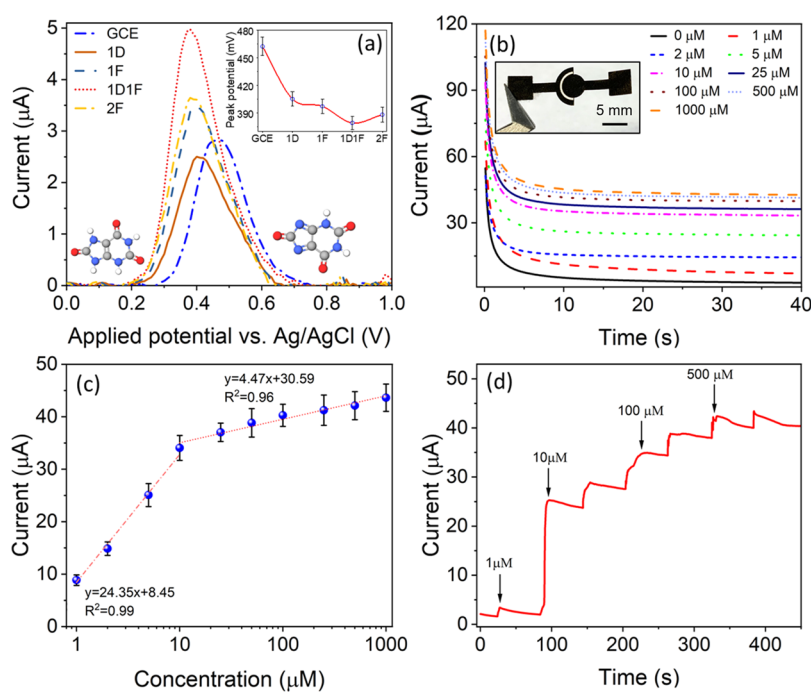 5
4
3
2
1
0
Current (μA)
GCE
1D
1F
1D1F
2F
(a)
480
440
400
360
Peak potential (mV)
GCE 1D 1F 1D1F 2F
0.0 0.2 0.4 0.6 0.8 1.0
Applied potential vs. Ag/AgCl (V)
120
90
60
30
Current (μA)
(b)
0 μM 1 μM
2 μM 5 μM
10 μM 25 μM
100 μM 500 μM
1000 μM
5 mm
0 10 20 30 40
Time (s)
50
40
30
20
10
0
Current (μA)
(c)
y=4.47x+30.59
R²=0.96
y=24.35x+8.45
R²=0.99
1 10 100 1000
Concentration (μM)
50
40
30
20
10
0
Current (μA)
(d)
500 μM
100 μM
10μM
1μM
0 100 200 300 400
Time (s)